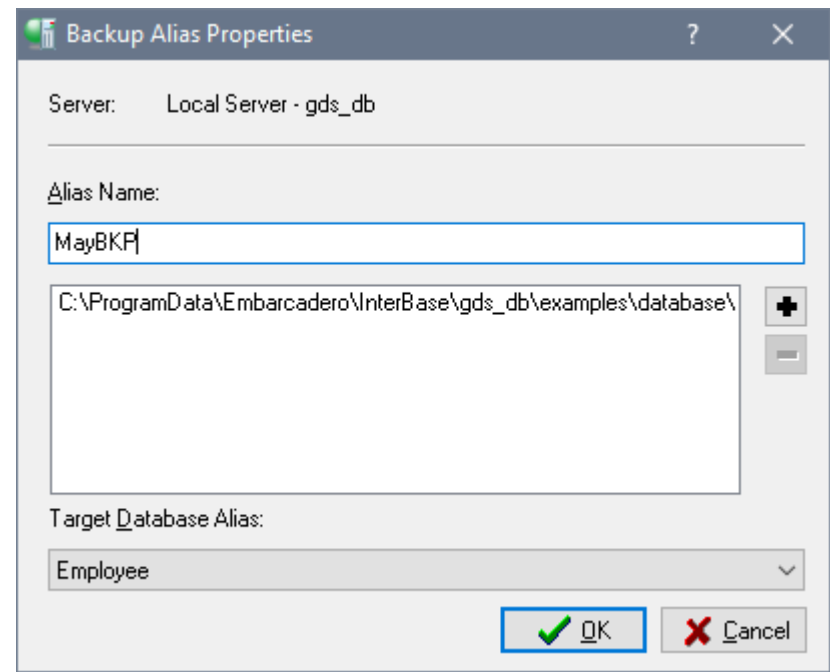 Backup Alias Properties ?
Server: Local Server - gds_db
Alias Name:
MayBKP
C:\ProgramData\Embarcadero\InterBase\gds_db\examples\database\
Target Database Alias:
Employee
OK Cancel